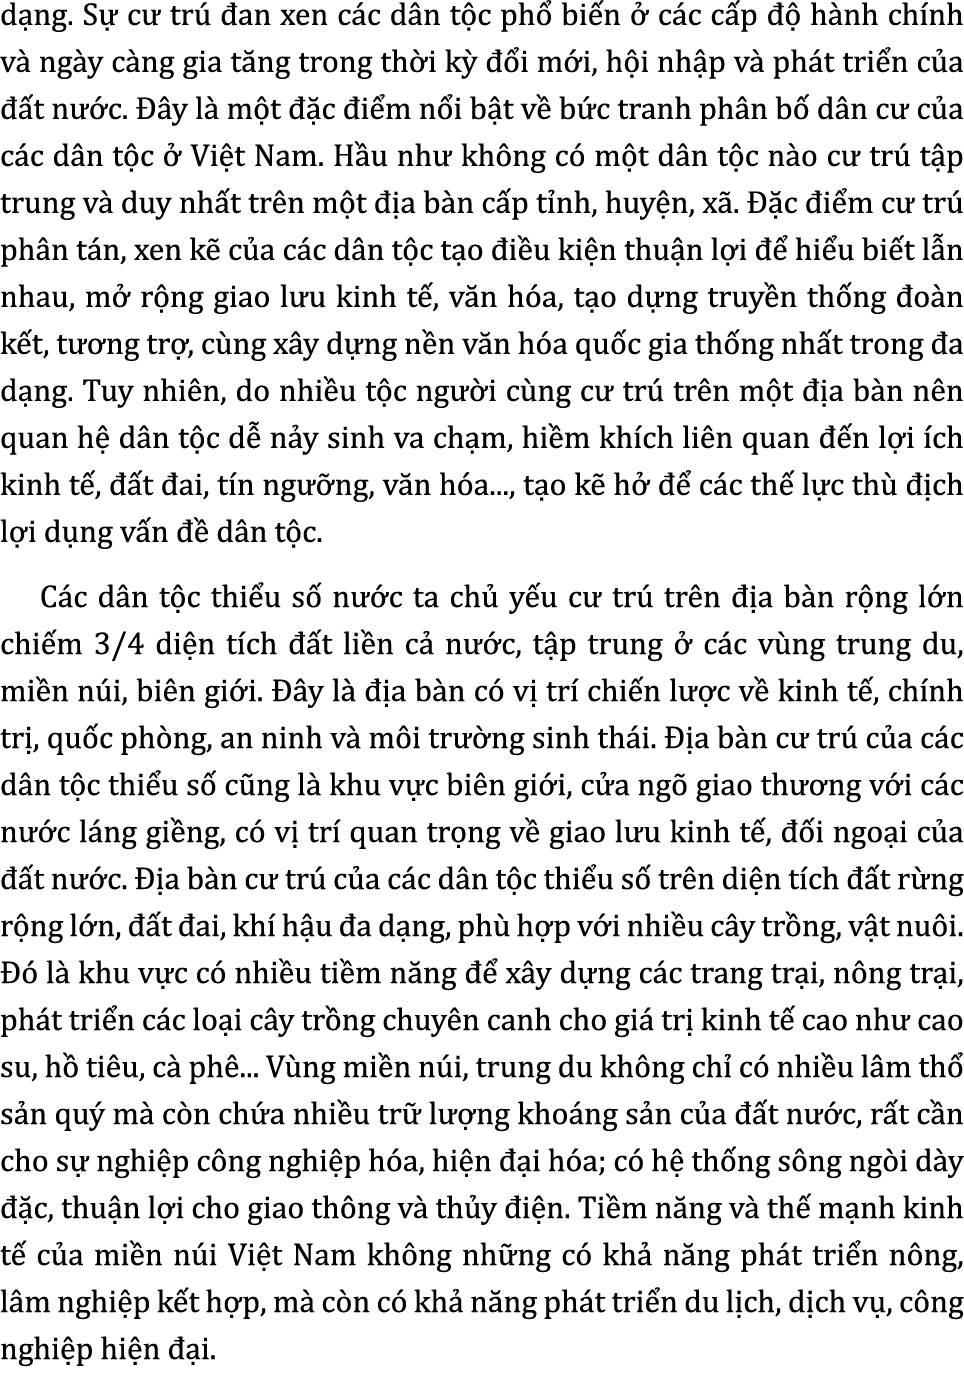 dạng. Sự cư trú đan xen các dân tộc phổ biến ở các cấp độ hành chính
và ngày càng gia tăng trong thời kỳ đổi mới, hội nhập và phát triển của
đất nước. Đây là một đặc điểm nổi bật về bức tranh phân bố dân cư của
các dân tộc ở Việt Nam. Hầu như không có một dân tộc nào cư trú tập
trung và duy nhất trên một địa bàn cấp tỉnh, huyện, xã. Đặc điểm cư trú
phân tán, xen kẽ của các dân tộc tạo điều kiện thuận lợi để hiểu biết lẫn
nhau, mở rộng giao lưu kinh tế, văn hóa, tạo dựng truyền thống đoàn
kết, tương trợ, cùng xây dựng nền văn hóa quốc gia thống nhất trong đa
dạng. Tuy nhiên, do nhiều tộc người cùng cư trú trên một địa bàn nên
quan hệ dân tộc dễ nảy sinh va chạm, hiềm khích liên quan đến lợi ích
kinh tế, đất đai, tín ngưỡng, văn hóa..., tạo kẽ hở để các thế lực thù địch
lợi dụng vấn đề dân tộc.
Các dân tộc thiểu số nước ta chủ yếu cư trú trên địa bàn rộng lớn
chiếm 3/4 diện tích đất liền cả nước, tập trung ở các vùng trung du,
miền núi, biên giới. Đây là địa bàn có vị trí chiến lược về kinh tế, chính
trị, quốc phòng, an ninh và môi trường sinh thái. Địa bàn cư trú của các
dân tộc thiểu số cũng là khu vực biên giới, cửa ngõ giao thương với các
nước láng giềng, có vị trí quan trọng về giao lưu kinh tế, đối ngoại của
đất nước. Địa bàn cư trú của các dân tộc thiểu số trên diện tích đất rừng
rộng lớn, đất đai, khí hậu đa dạng, phù hợp với nhiều cây trồng, vật nuôi.
Đó là khu vực có nhiều tiềm năng để xây dựng các trang trại, nông trại,
phát triển các loại cây trồng chuyên canh cho giá trị kinh tế cao như cao
su, hồ tiêu, cà phê... Vùng miền núi, trung du không chỉ có nhiều lâm thổ
sản quý mà còn chứa nhiều trữ lượng khoáng sản của đất nước, rất cần
cho sự nghiệp công nghiệp hóa, hiện đại hóa; có hệ thống sông ngòi dày
đặc, thuận lợi cho giao thông và thủy điện. Tiềm năng và thế mạnh kinh
tế của miền núi Việt Nam không những có khả năng phát triển nông,
lâm nghiệp kết hợp, mà còn có khả năng phát triển du lịch, dịch vụ, công
nghiệp hiện đại.